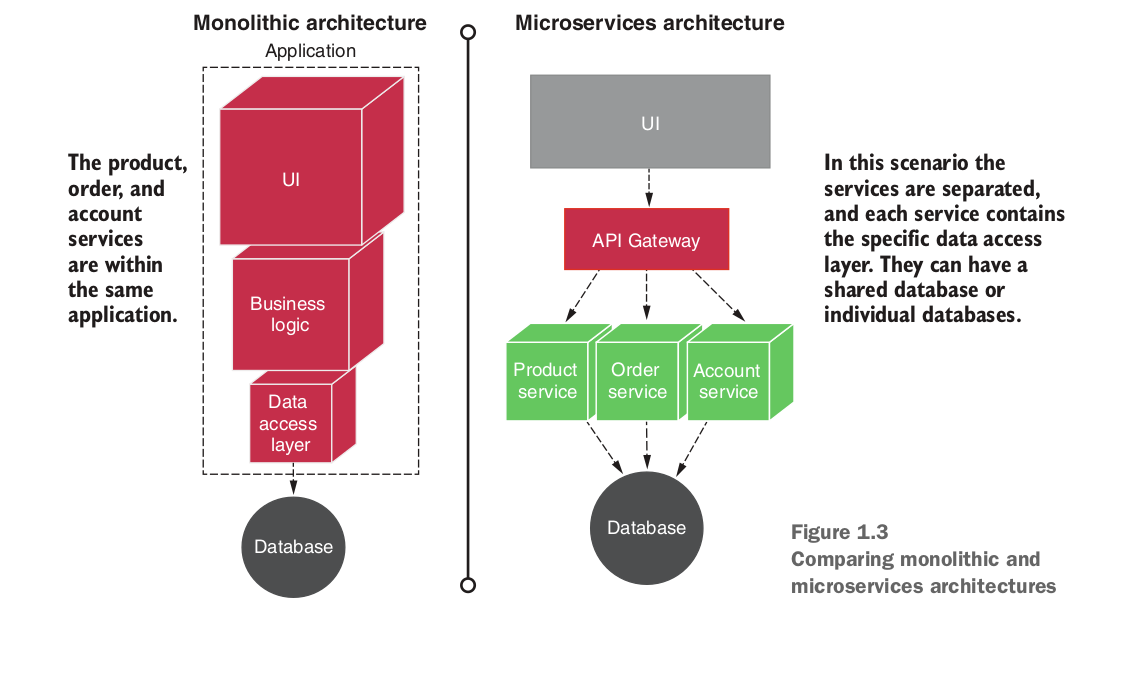 Monolithic architecture
Application
The product,
order, and
account
services
are within
the same
application.
UI
Business
logic
Data
access
layer
Database
Microservices architecture
UI
API Gateway
Product
service
Order
service
Account
service
Database
In this scenario the
services are separated,
and each service contains
the specific data access
layer. They can have a
shared database or
individual databases.
Figure 1.3
Comparing monolithic and
microservices architectures